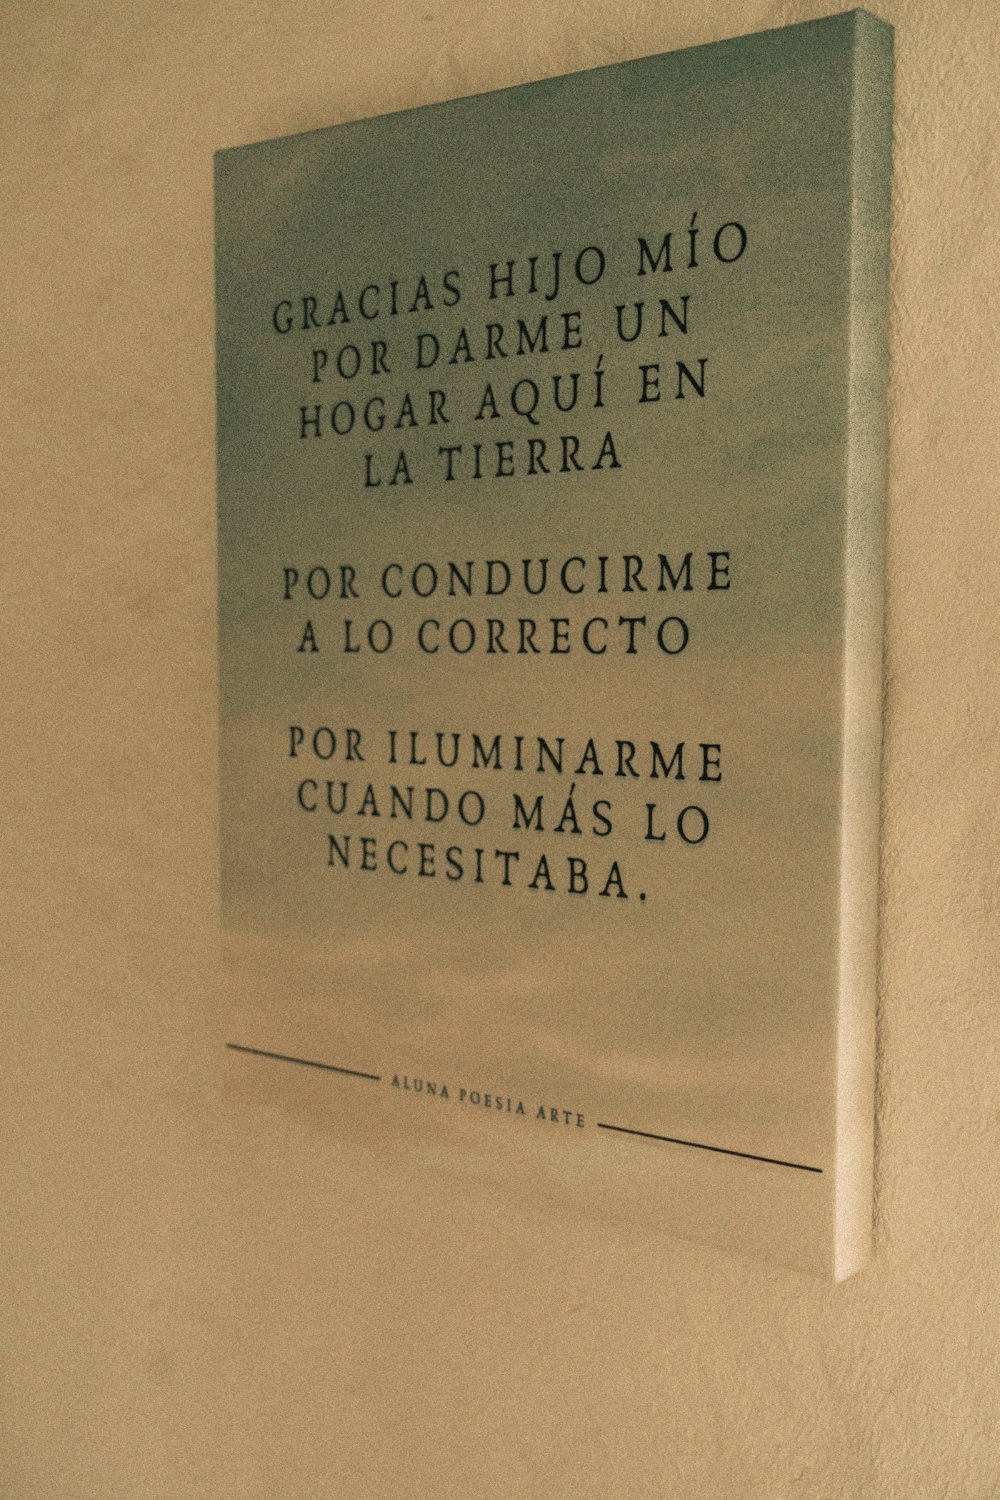 GRACIAS HIJO MÍO
POR DARME UN
HOGAR AQUÍ EN
LA TIERRA
POR CONDUCIRME
A LO CORRECTO
POR ILUMINARME
CUANDO MÁS LO
NECESITABA.
ALUNA POESIA ARTE